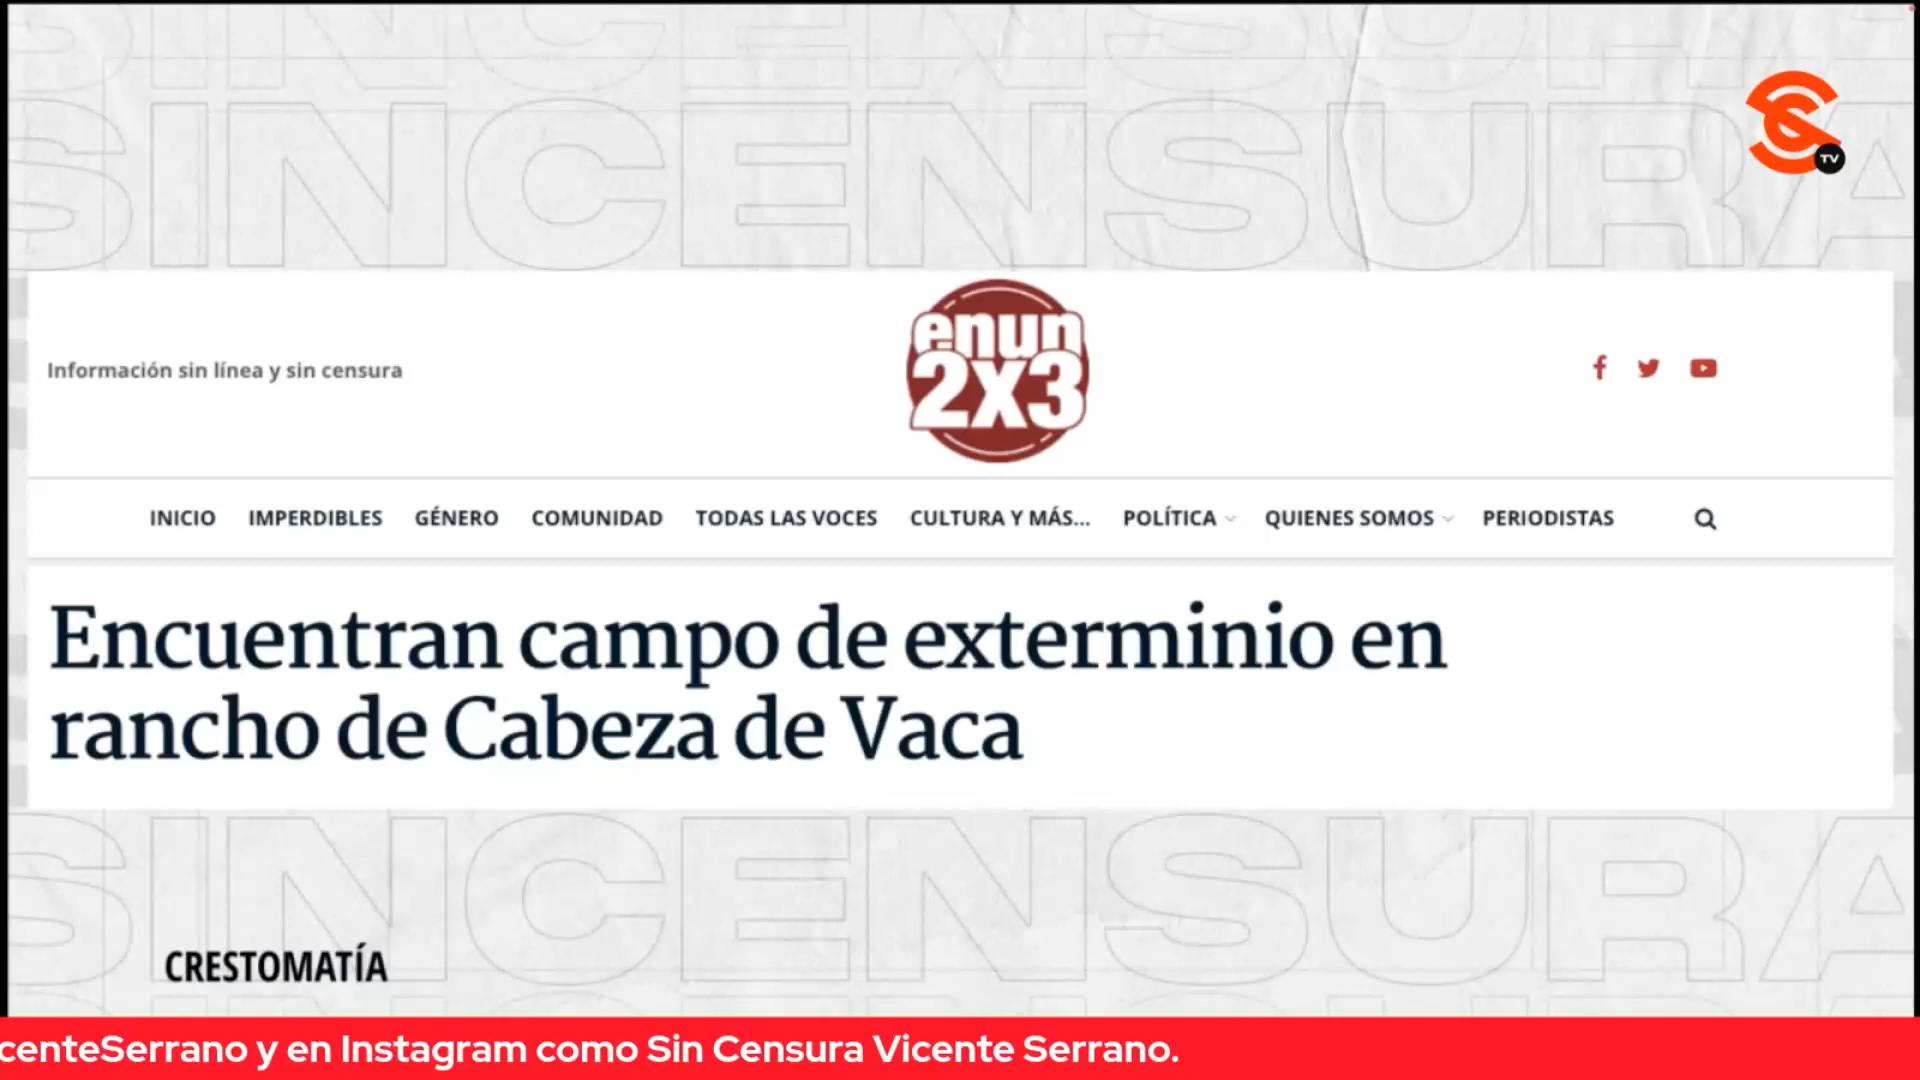 SINCENSURA
SINCENSURA
TV
Información sin línea y sin censura
enun
2x3
INICIO IMPERDIBLES GÉNERO COMUNIDAD TODAS LAS VOCES CULTURA Y MÁS... POLÍTICA QUIENES SOMOS PERIODISTAS
Encuentran campo de exterminio en
rancho de Cabeza de Vaca
SINCENSURA
CRESTOMATÍA
centeSerrano y en Instagram como Sin Censura Vicente Serrano.